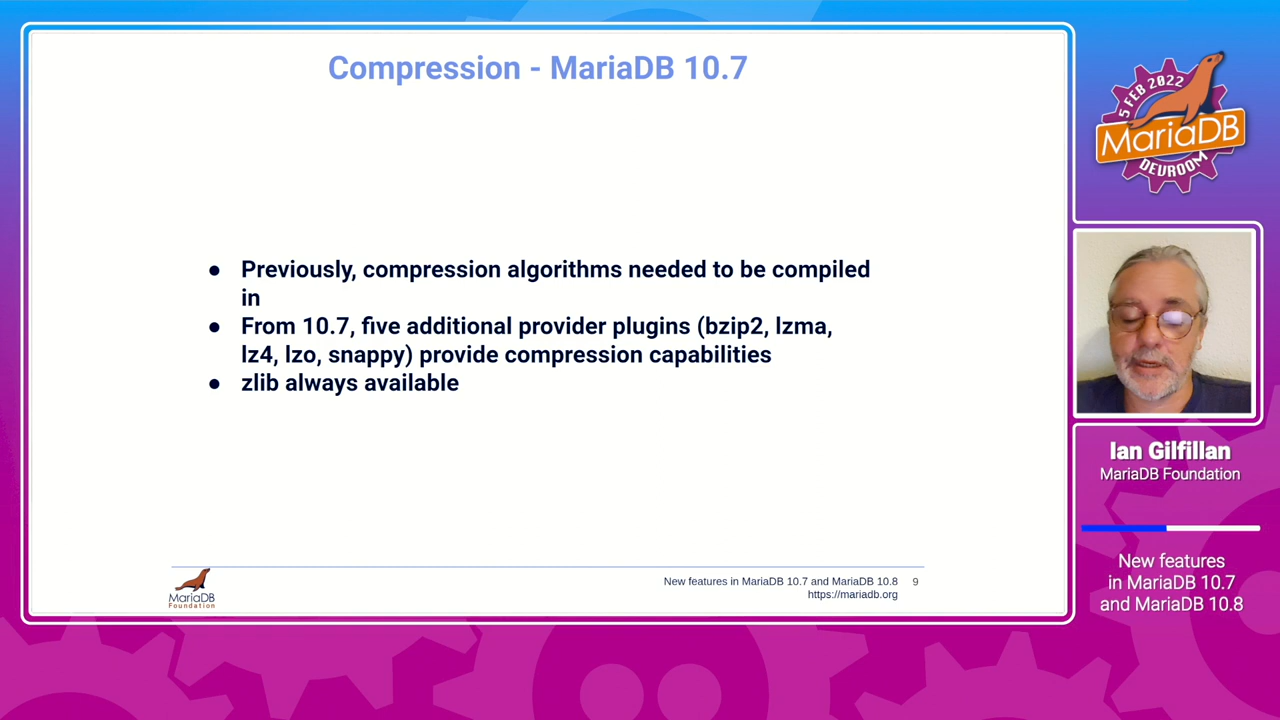 Compression - MariaDB 10.7
● Previously, compression algorithms needed to be compiled
in
● From 10.7, five additional provider plugins (bzip2, lzma,
lz4, lzo, snappy) provide compression capabilities
● zlib always available
MariaDB
Foundation
New features in MariaDB 10.7 and MariaDB 10.8 9
https://mariadb.org
5 FEB 2022
MariaDB
DEVROOM
Ian Gilfillan
MariaDB Foundation
New features
in MariaDB 10.7
and MariaDB 10.8